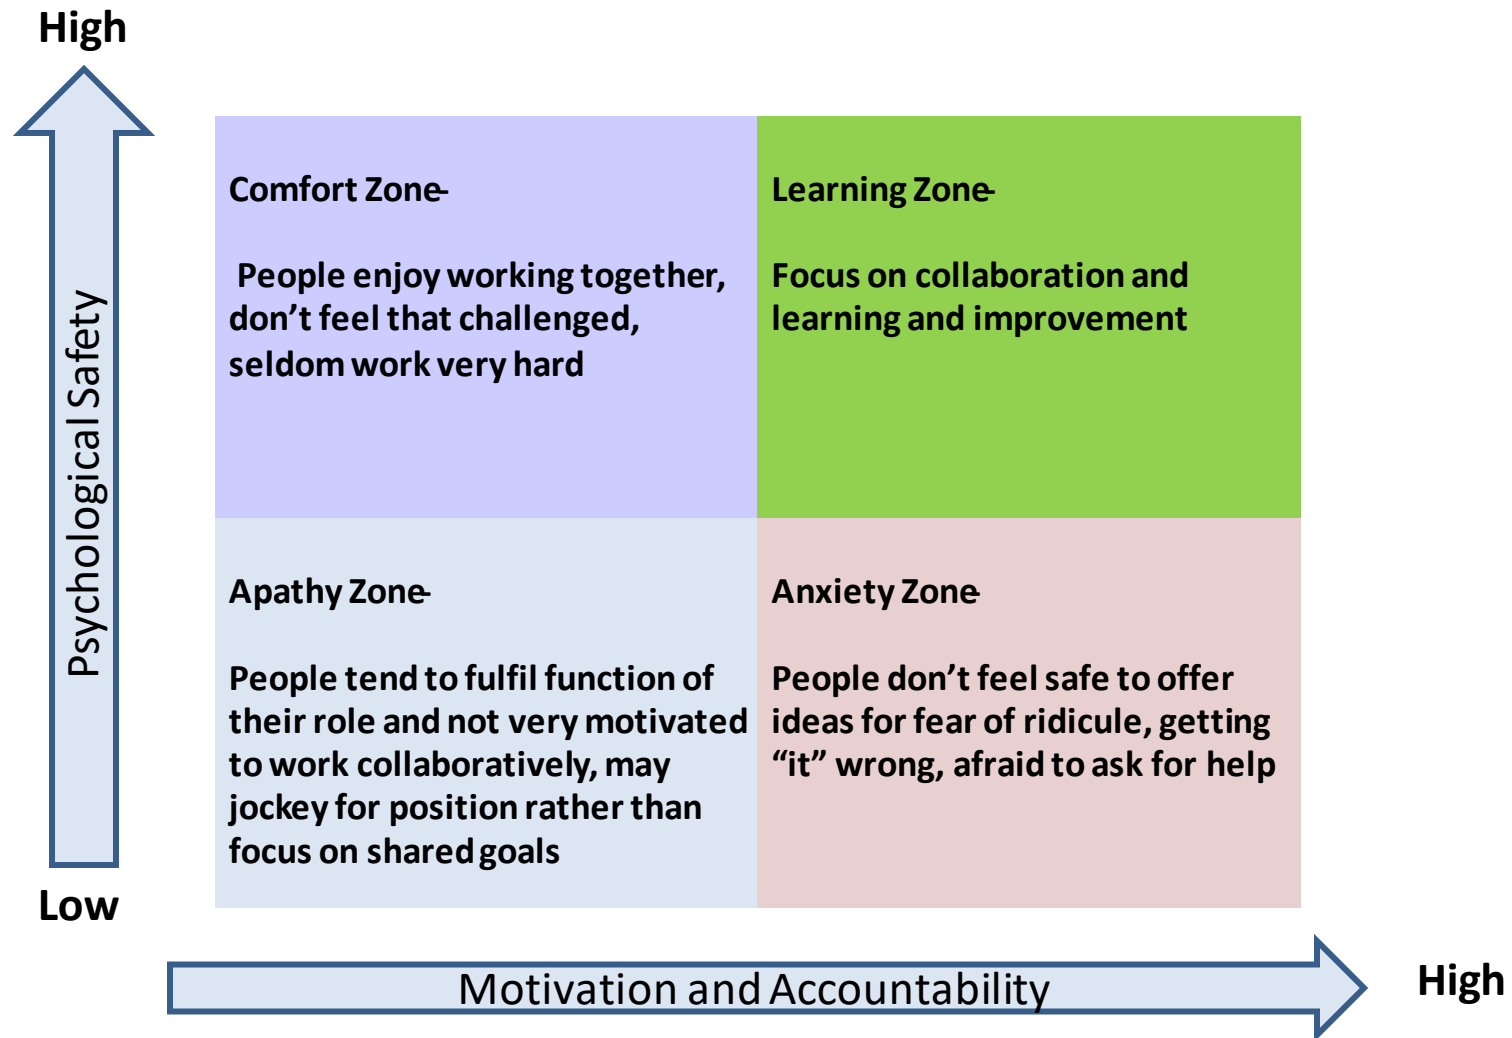 High
Psychological Safety
Comfort Zone-
People enjoy working together,
don’t feel that challenged,
seldom work very hard
Learning Zone-
Focus on collaboration and
learning and improvement
Apathy Zone-
People tend to fulfil function of
their role and not very motivated
to work collaboratively, may
jockey for position rather than
focus on shared goals
Anxiety Zone-
People don’t feel safe to offer
ideas for fear of ridicule, getting
“it” wrong, afraid to ask for help
Low
Motivation and Accountability
High